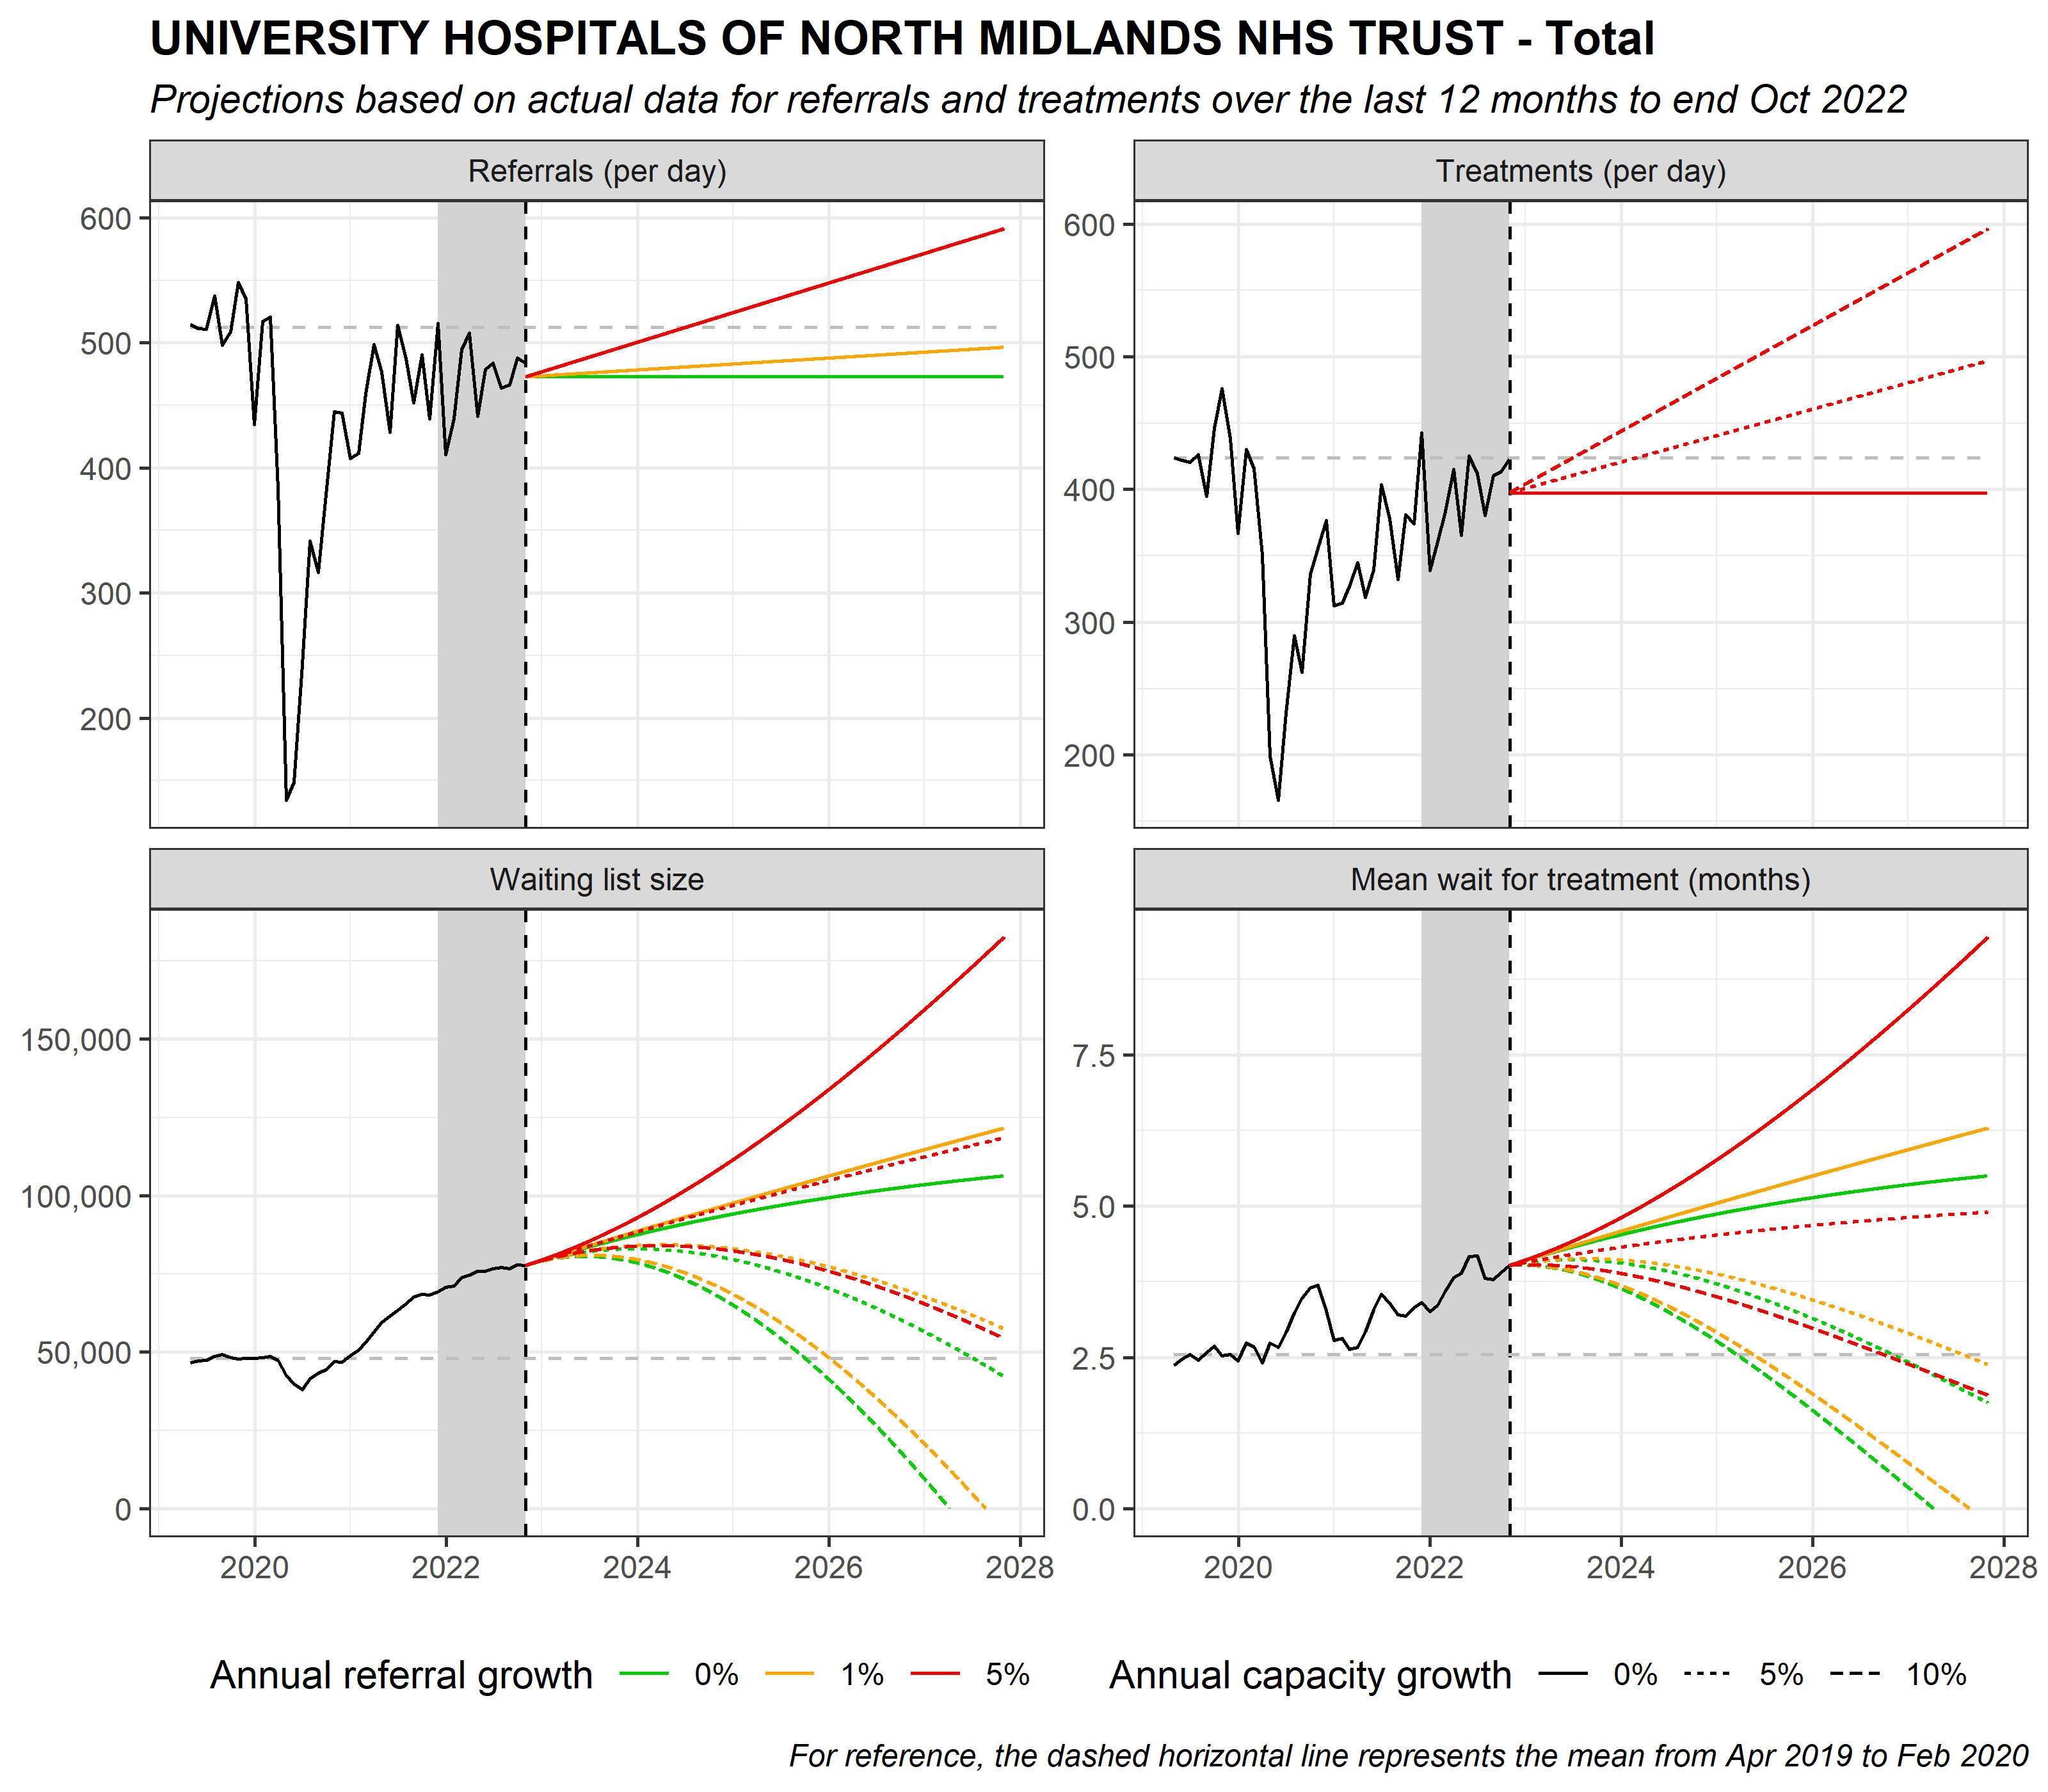 UNIVERSITY HOSPITALS OF NORTH MIDLANDS NHS TRUST - Total
Projections based on actual data for referrals and treatments over the last 12 months to end Oct 2022
Referrals (per day)
600
500
400
300
200
Treatments (per day)
600
500
400
300
200
Waiting list size
150,000
100,000
50,000
0
2020 2022 2024 2026 2028
Mean wait for treatment (months)
7.5
5.0
2.5
0.0
2020 2022 2024 2026 2028
Annual referral growth 0% 1% 5%
Annual capacity growth 0% 5% 10%
For reference, the dashed horizontal line represents the mean from Apr 2019 to Feb 2020